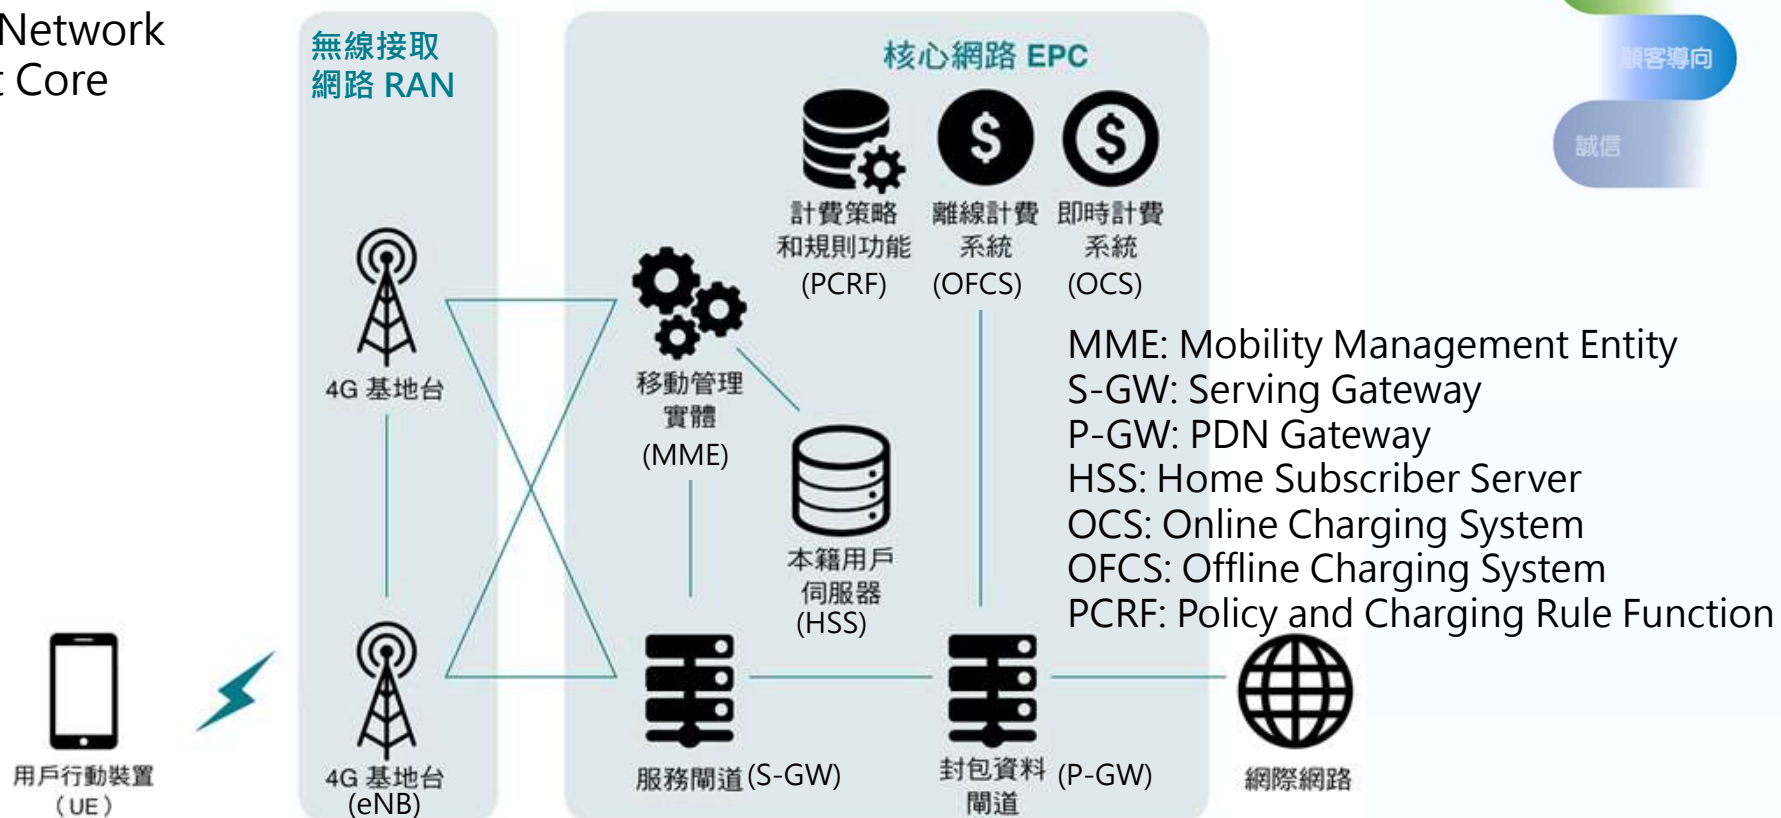 Network
Core
無線接取
網路 RAN
核心網路 EPC
顧客導向
誠信
計費策略
和規則功能
(PCRF)
離線計費
系統
(OFCS)
即時計費
系統
(OCS)
4G 基地台
移動管理
實體
(MME)
本籍用戶
伺服器
(HSS)
MME: Mobility Management Entity
S-GW: Serving Gateway
P-GW: PDN Gateway
HSS: Home Subscriber Server
OCS: Online Charging System
OFCS: Offline Charging System
PCRF: Policy and Charging Rule Function
用戶行動裝置
(UE)
4G 基地台
(eNB)
服務閘道 (S-GW)
封包資料
閘道
(P-GW)
網際網路